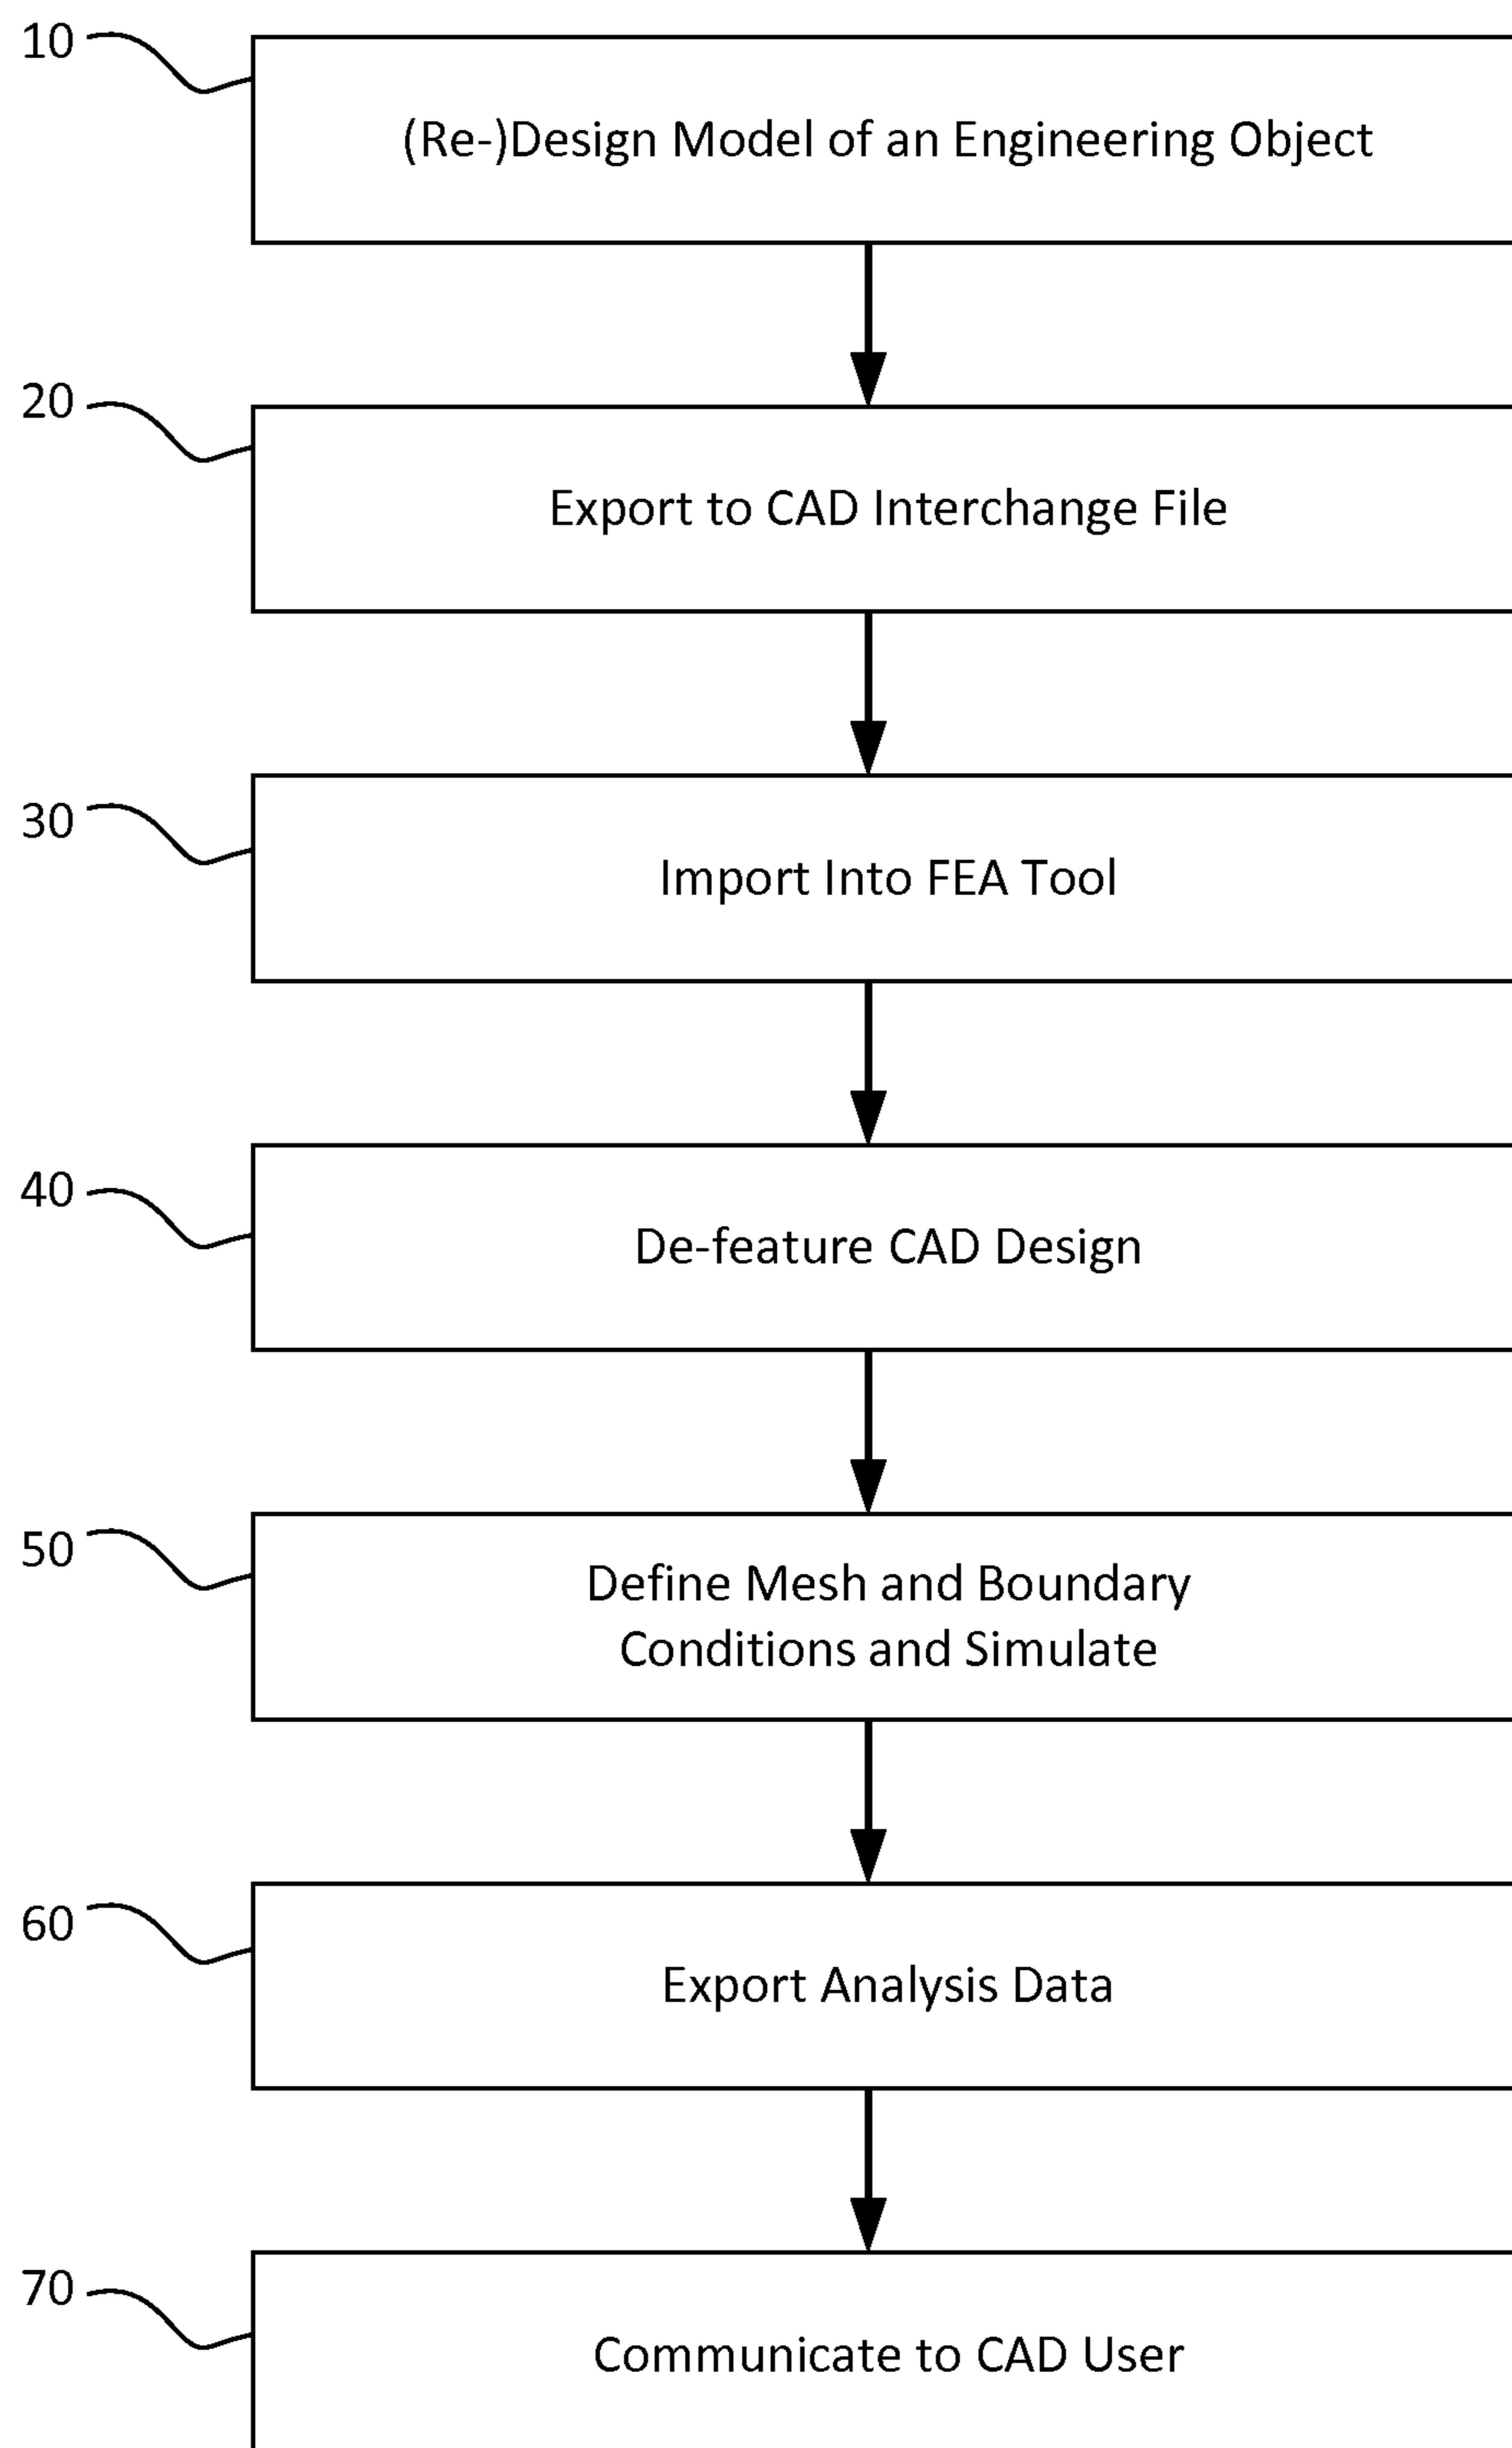 10
(Re-)Design Model of an Engineering Object
20
Export to CAD Interchange File
30
Import Into FEA Tool
40
De-feature CAD Design
50
Define Mesh and Boundary
Conditions and Simulate
60
Export Analysis Data
70
Communicate to CAD User